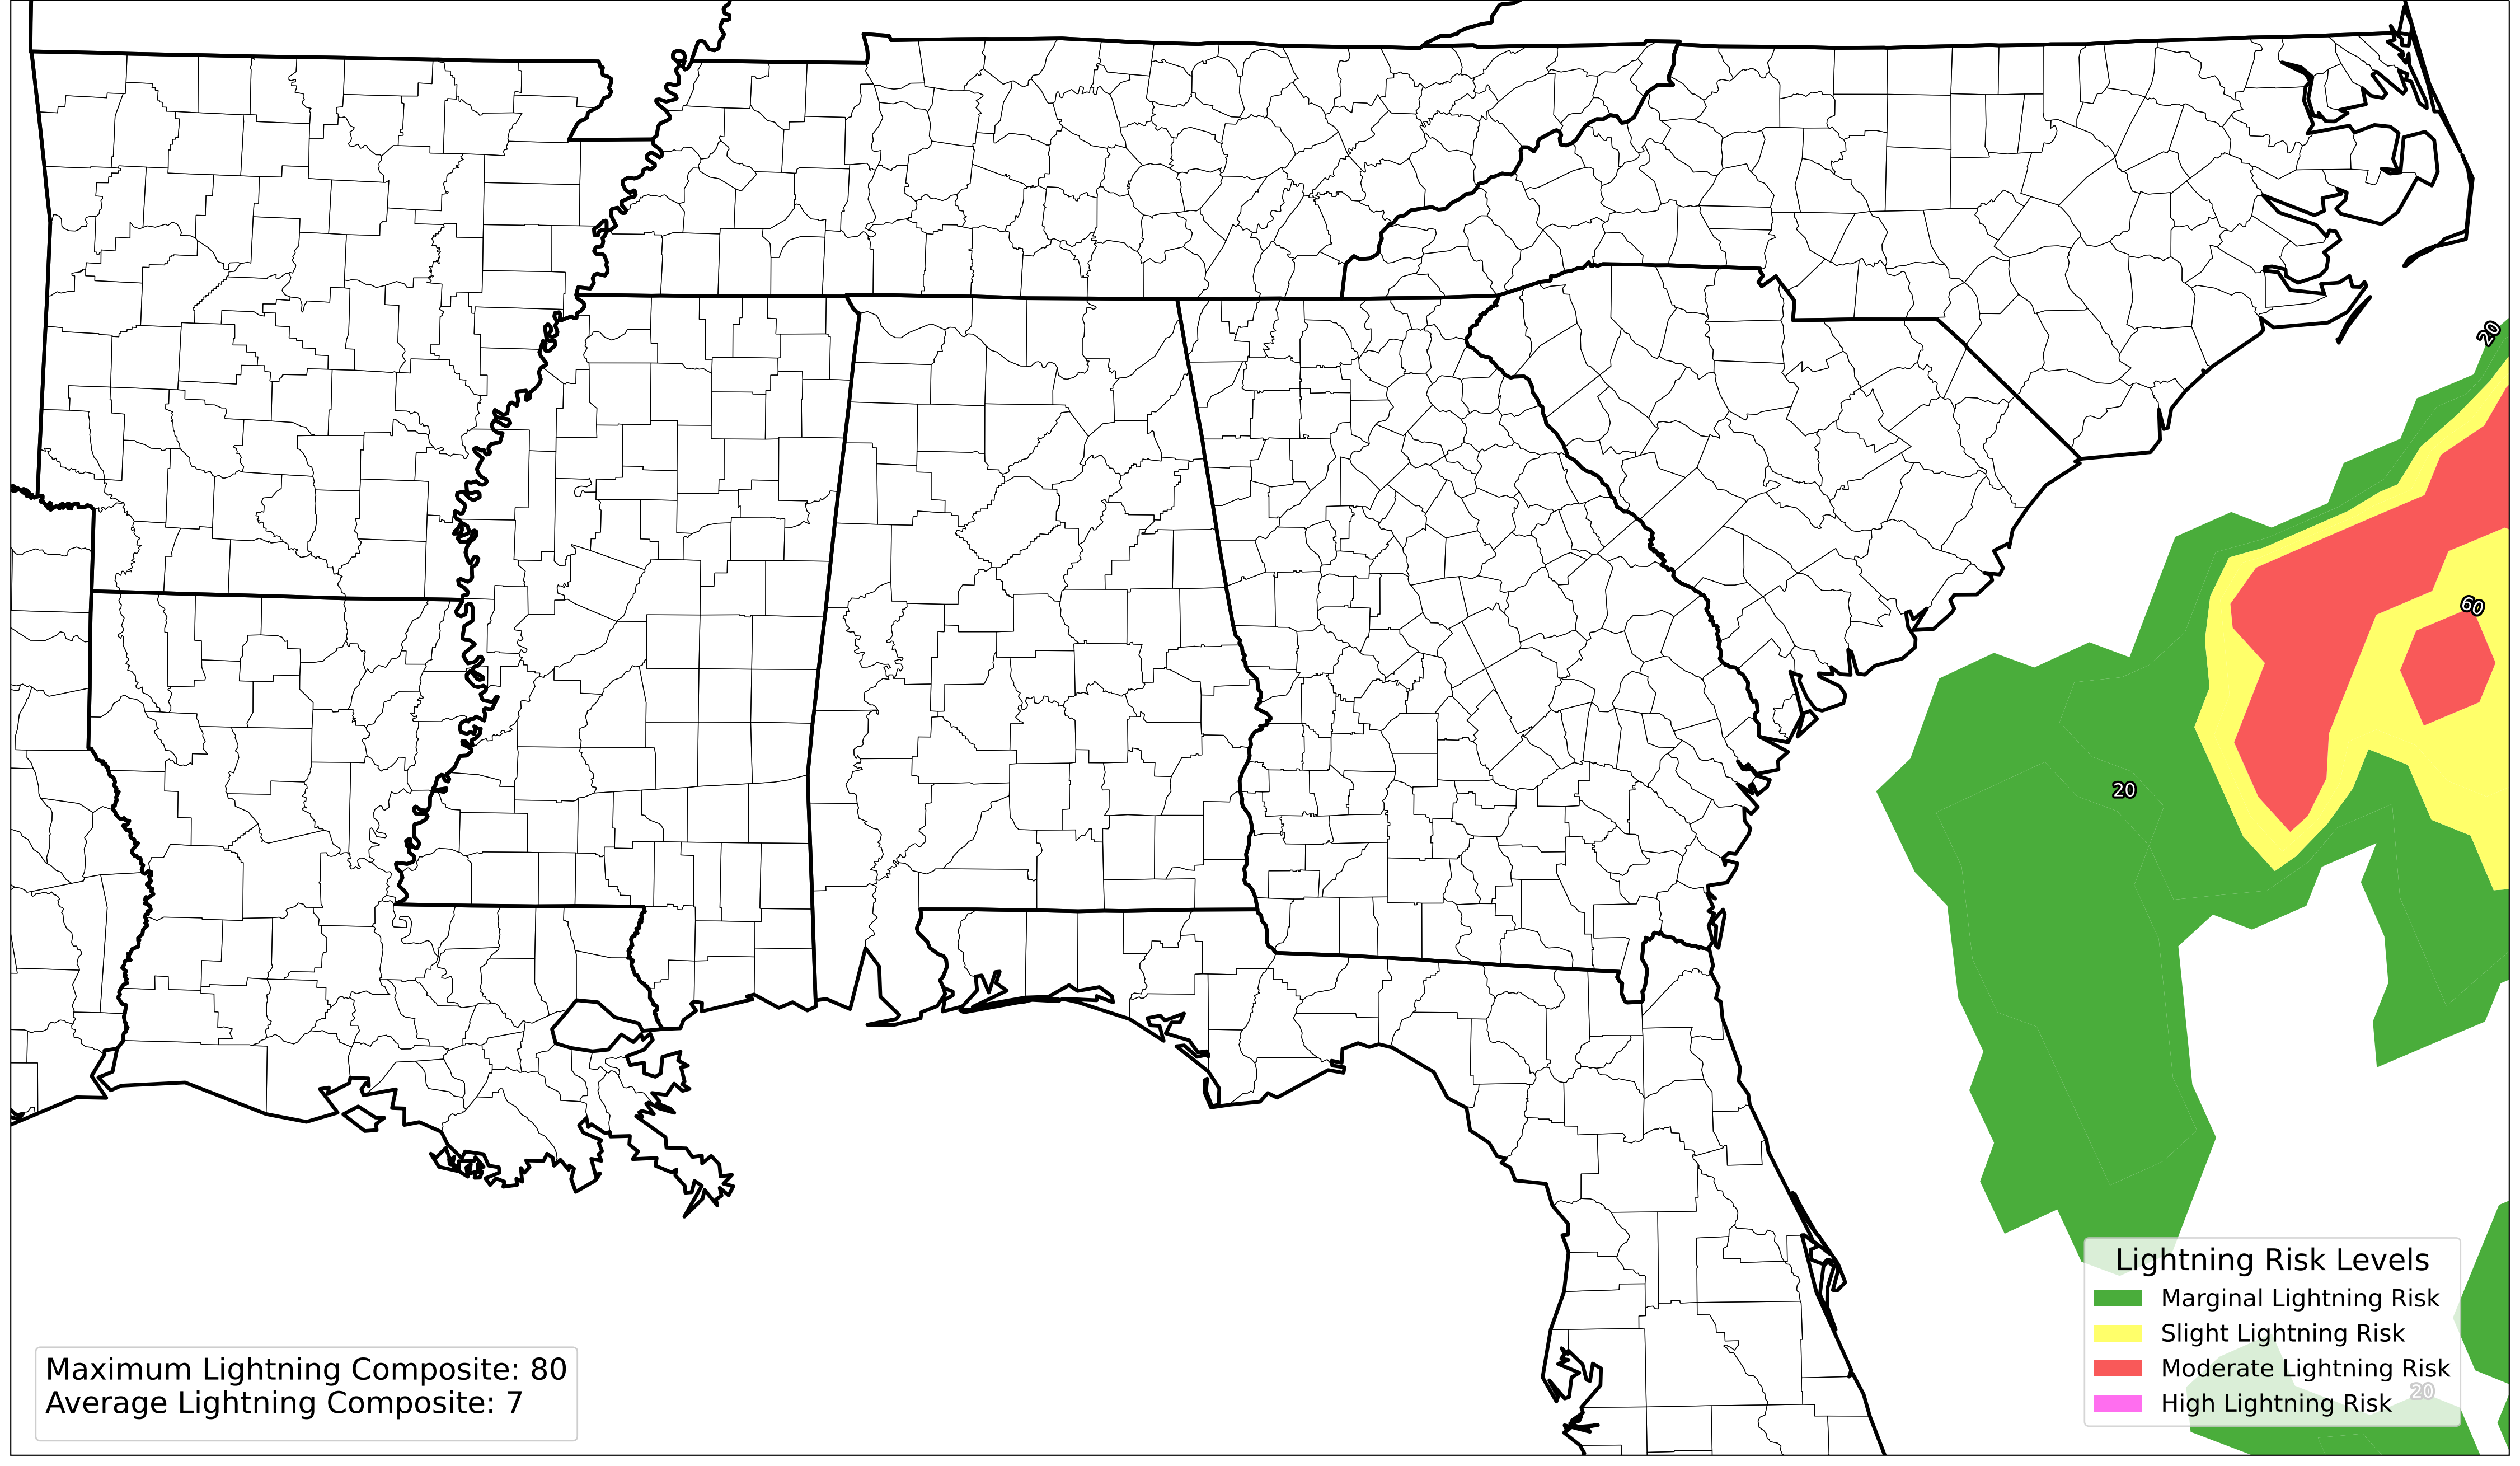 20
60
20
Lightning Risk Levels
Marginal Lightning Risk
Slight Lightning Risk
Moderate Lightning Risk
High Lightning Risk
20
Maximum Lightning Composite: 80
Average Lightning Composite: 7